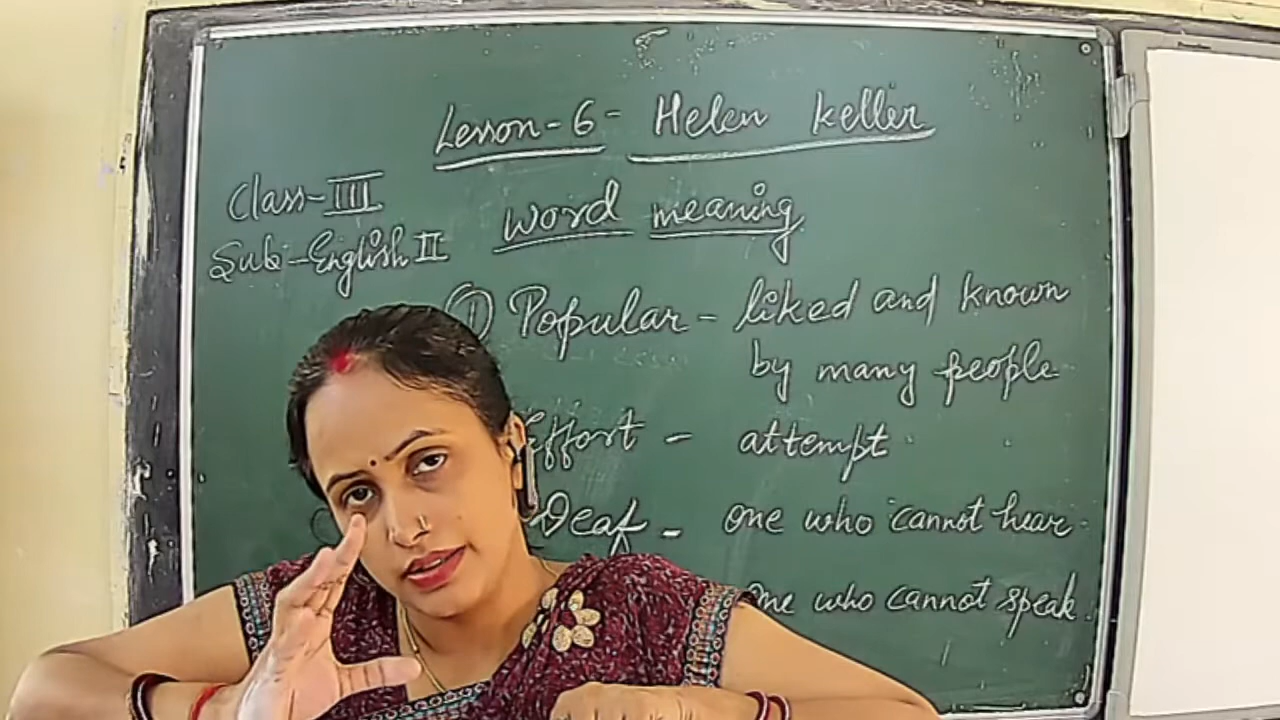 Lesson-6- Helen Keller
Class-III
Sub-English II
Word meaning
① Popular - liked and known
by many people
Effort - attempt
Deaf - One who cannot hear
One who cannot speak.